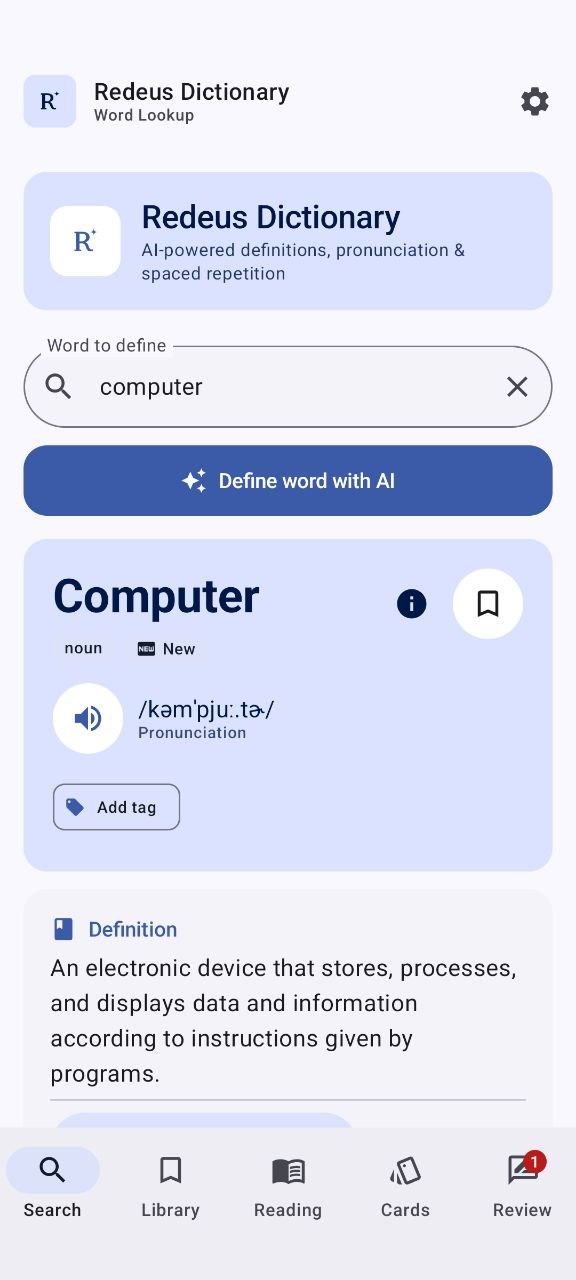 R
Redeus Dictionary
Word Lookup
R
Redeus Dictionary
AI-powered definitions, pronunciation &
spaced repetition
Word to define
computer
Define word with AI
Computer
noun
NEW New
/kəmˈpjuː.tɚ/
Pronunciation
Add tag
Definition
An electronic device that stores, processes,
and displays data and information
according to instructions given by
programs.
1
Search Library Reading Cards Review